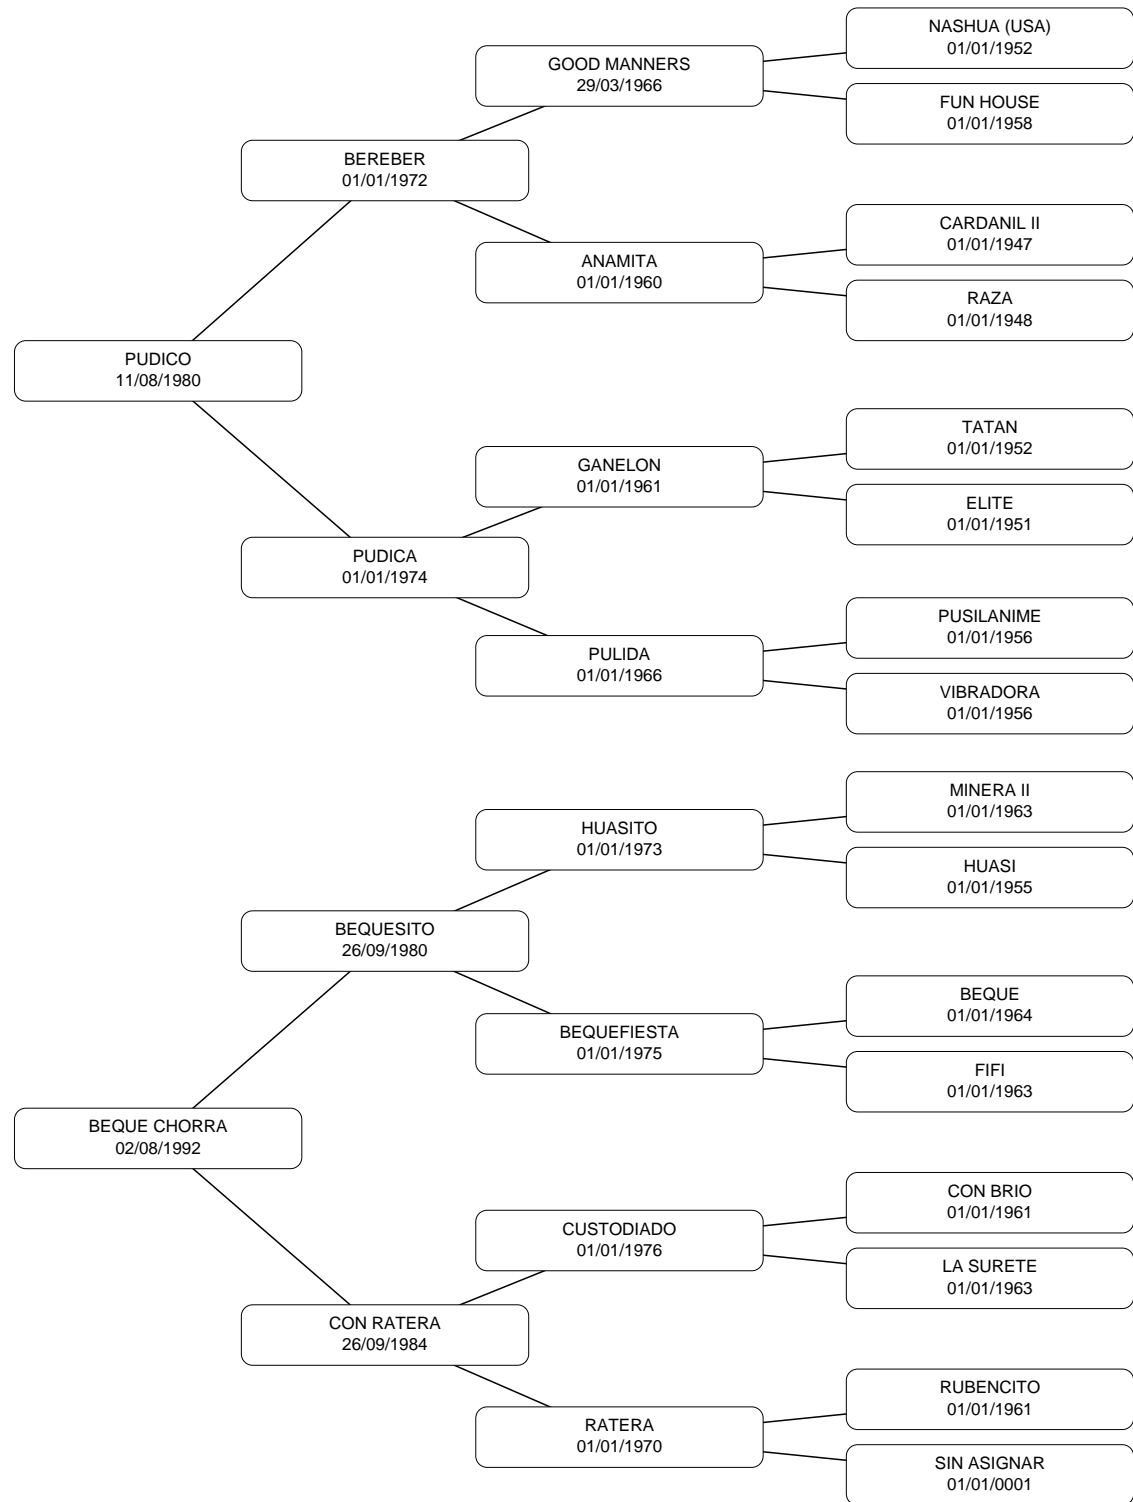 NASHUA (USA)
01/01/1952
GOOD MANNERS
29/03/1966
FUN HOUSE
01/01/1958
BEREBER
01/01/1972
CARDANIL II
01/01/1947
ANAMITA
01/01/1960
RAZA
01/01/1948
PUDICO
11/08/1980
TATAN
01/01/1952
GANELON
01/01/1961
ELITE
01/01/1951
PUDICA
01/01/1974
PUSILANIME
01/01/1956
PULIDA
01/01/1966
VIBRADORA
01/01/1956
MINERA II
01/01/1963
HUASITO
01/01/1973
HUASI
01/01/1955
BEQUESITO
26/09/1980
BEQUE
01/01/1964
BEQUEFIESTA
01/01/1975
FIFI
01/01/1963
BEQUE CHORRA
02/08/1992
CON BRIO
01/01/1961
CUSTODIADO
01/01/1976
LA SURETE
01/01/1963
CON RATERA
26/09/1984
RUBENCITO
01/01/1961
RATERA
01/01/1970
SIN ASIGNAR
01/01/0001